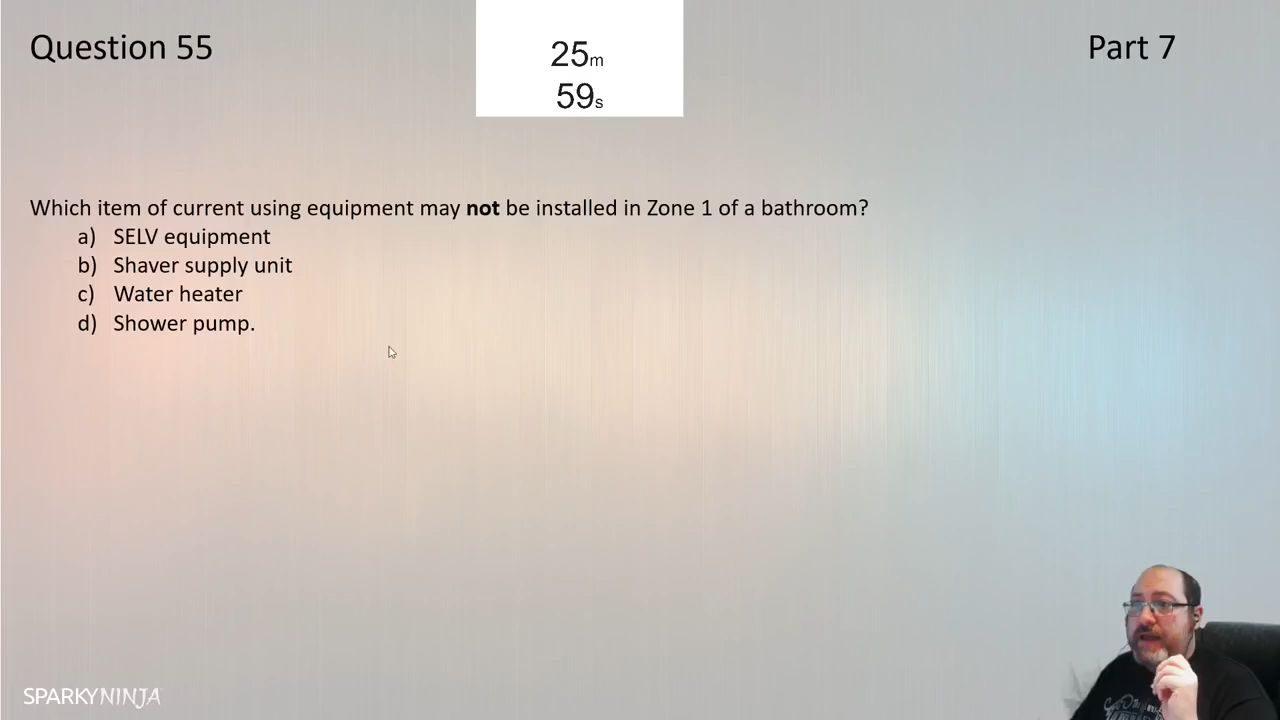 Question 55
25m
59s
Part 7
Which item of current using equipment may not be installed in Zone 1 of a bathroom?
a) SELV equipment
b) Shaver supply unit
c) Water heater
d) Shower pump.
SPARKYNINJA